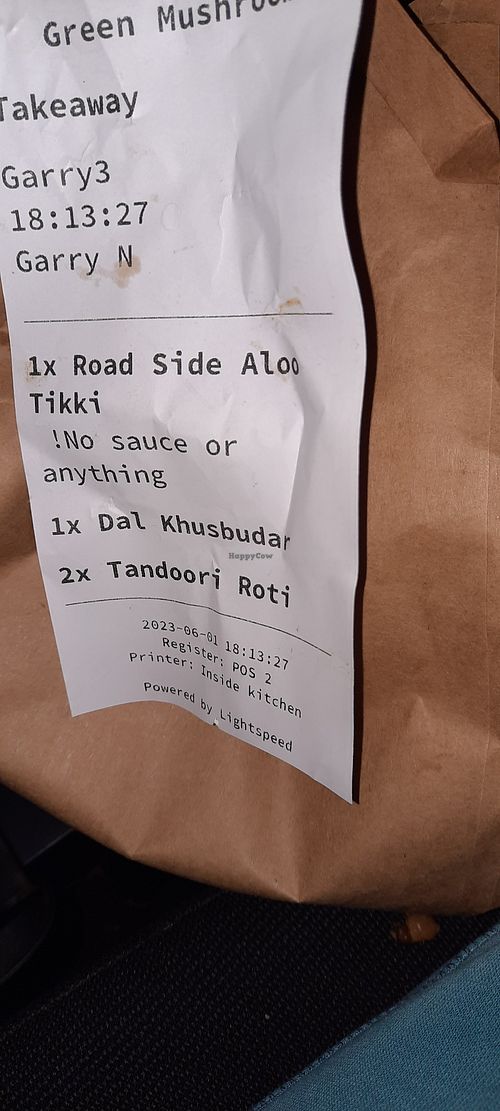 Green Mushroom
Takeaway
Garry3
18:13:27
Garry N
1x Road Side Aloo
Tikki
!No sauce or
anything
1x Dal Khusbudar
2x Tandoori Roti
2023-06-01 18:13:27
Register: POS 2
Printer: Inside kitchen
Powered by Lightspeed
HappyCow